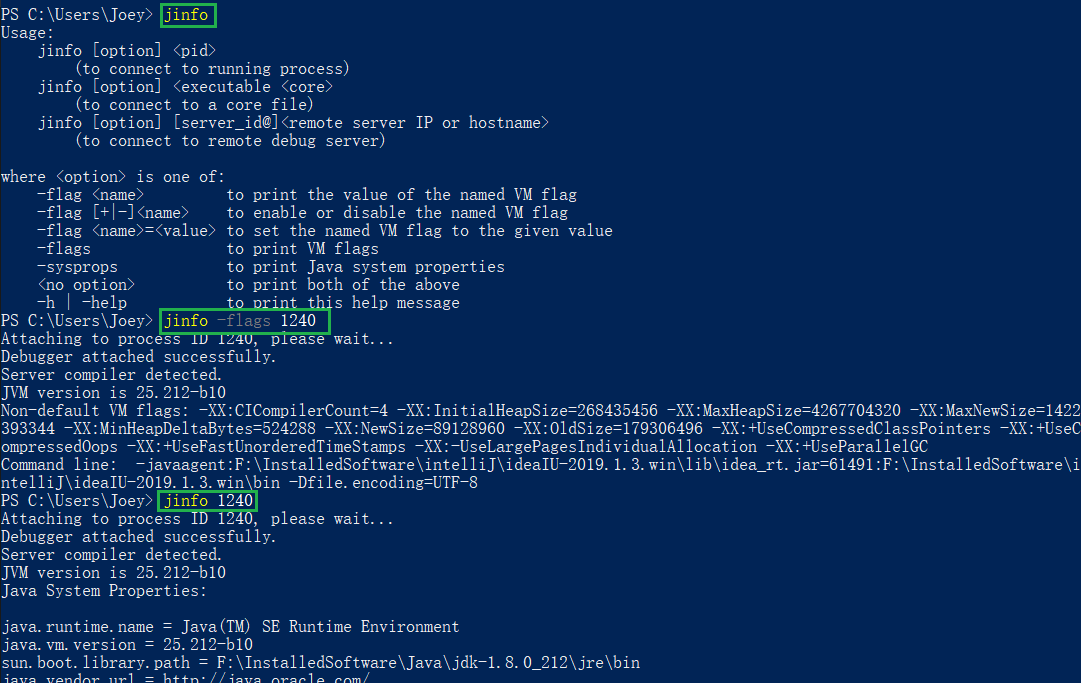 PS C:\Users\Joey> jinfo
Usage:
    jinfo [option] <pid>
        (to connect to running process)
    jinfo [option] <executable <core>
        (to connect to a core file)
    jinfo [option] [server_id@]<remote server IP or hostname>
        (to connect to remote debug server)

where <option> is one of:
    -flag <name>         to print the value of the named VM flag
    -flag [+|-]<name>    to enable or disable the named VM flag
    -flag <name>=<value> to set the named VM flag to the given value
    -flags               to print VM flags
    -sysprops            to print Java system properties
    <no option>          to print both of the above
    -h | -help           to print this help message
PS C:\Users\Joey> jinfo -flags 1240
Attaching to process ID 1240, please wait...
Debugger attached successfully.
Server compiler detected.
JVM version is 25.212-b10
Non-default VM flags: -XX:CICompilerCount=4 -XX:InitialHeapSize=268435456 -XX:MaxHeapSize=4267704320 -XX:MaxNewSize=1422
393344 -XX:MinHeapDeltaBytes=524288 -XX:NewSize=89128960 -XX:OldSize=179306496 -XX:+UseCompressedClassPointers -XX:+UseC
ompressedOops -XX:+UseFastUnorderedTimeStamps -XX:-UseLargePagesIndividualAllocation -XX:+UseParallelGC
Command line:  -javaagent:F:\InstalledSoftware\intelliJ\ideaIU-2019.1.3.win\lib\idea_rt.jar=61491:F:\InstalledSoftware\i
ntelliJ\ideaIU-2019.1.3.win\bin -Dfile.encoding=UTF-8
PS C:\Users\Joey> jinfo 1240
Attaching to process ID 1240, please wait...
Debugger attached successfully.
Server compiler detected.
JVM version is 25.212-b10
Java System Properties:

java.runtime.name = Java(TM) SE Runtime Environment
java.vm.version = 25.212-b10
sun.boot.library.path = F:\InstalledSoftware\Java\jdk-1.8.0_212\jre\bin
java.vendor.url = http://java.oracle.com/